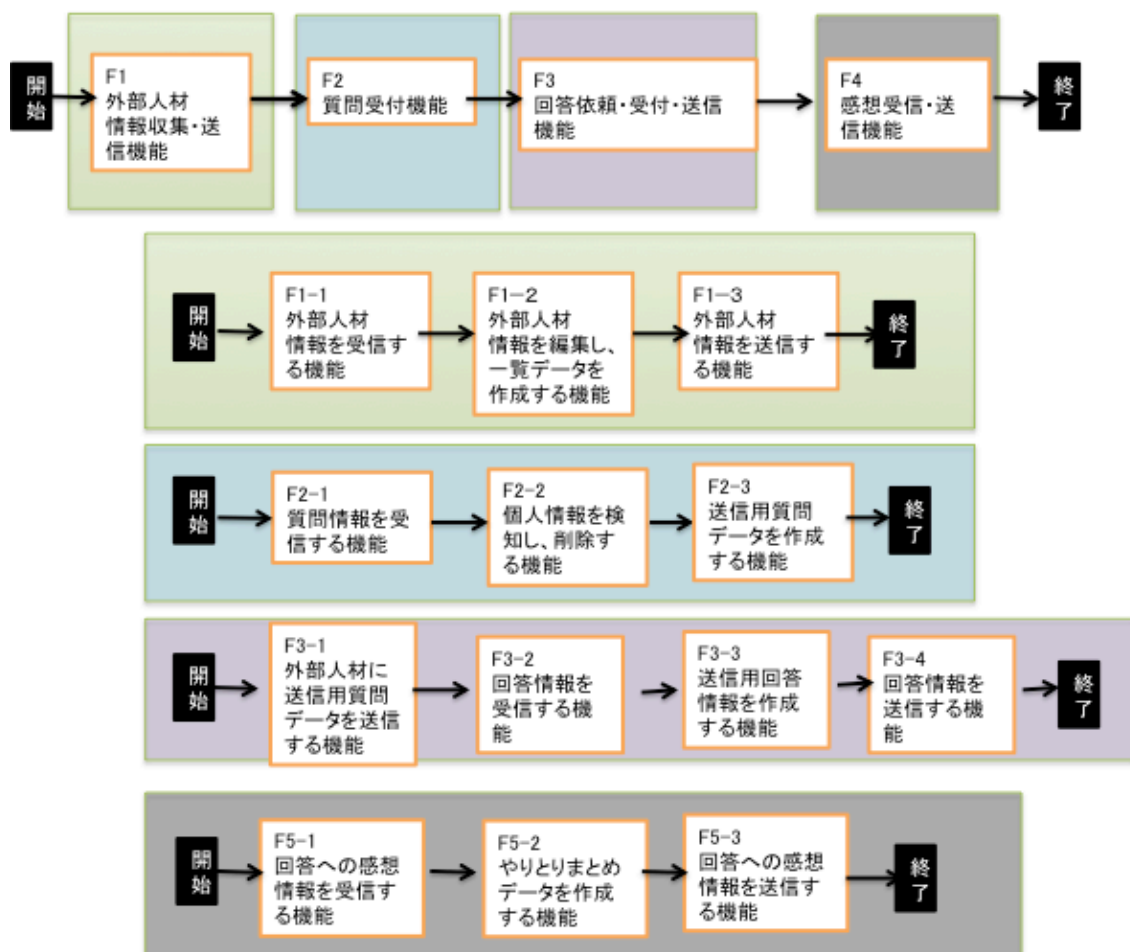 開始
F1
外部人材
情報収集・送
信機能
F2
質問受付機能
F3
回答依頼・受付・送信
機能
F4
感想受信・送
信機能
終了
開始
F1-1
外部人材
情報を受信す
る機能
F1-2
外部人材
情報を編集し、
一覧データを
作成する機能
F1-3
外部人材
情報を送信す
る機能
終了
開始
F2-1
質問情報を受
信する機能
F2-2
個人情報を検
知し、削除す
る機能
F2-3
送信用質問
データを作成
する機能
終了
開始
F3-1
外部人材に
送信用質問
データを送信
する機能
F3-2
回答情報を
受信する機
能
F3-3
送信用回答
情報を作成
する機能
F3-4
回答情報を
送信する機
能
終了
開始
F5-1
回答への感想
情報を受信す
る機能
F5-2
やりとりまとめ
データを作成
する機能
F5-3
回答への感想
情報を送信す
る機能
終了